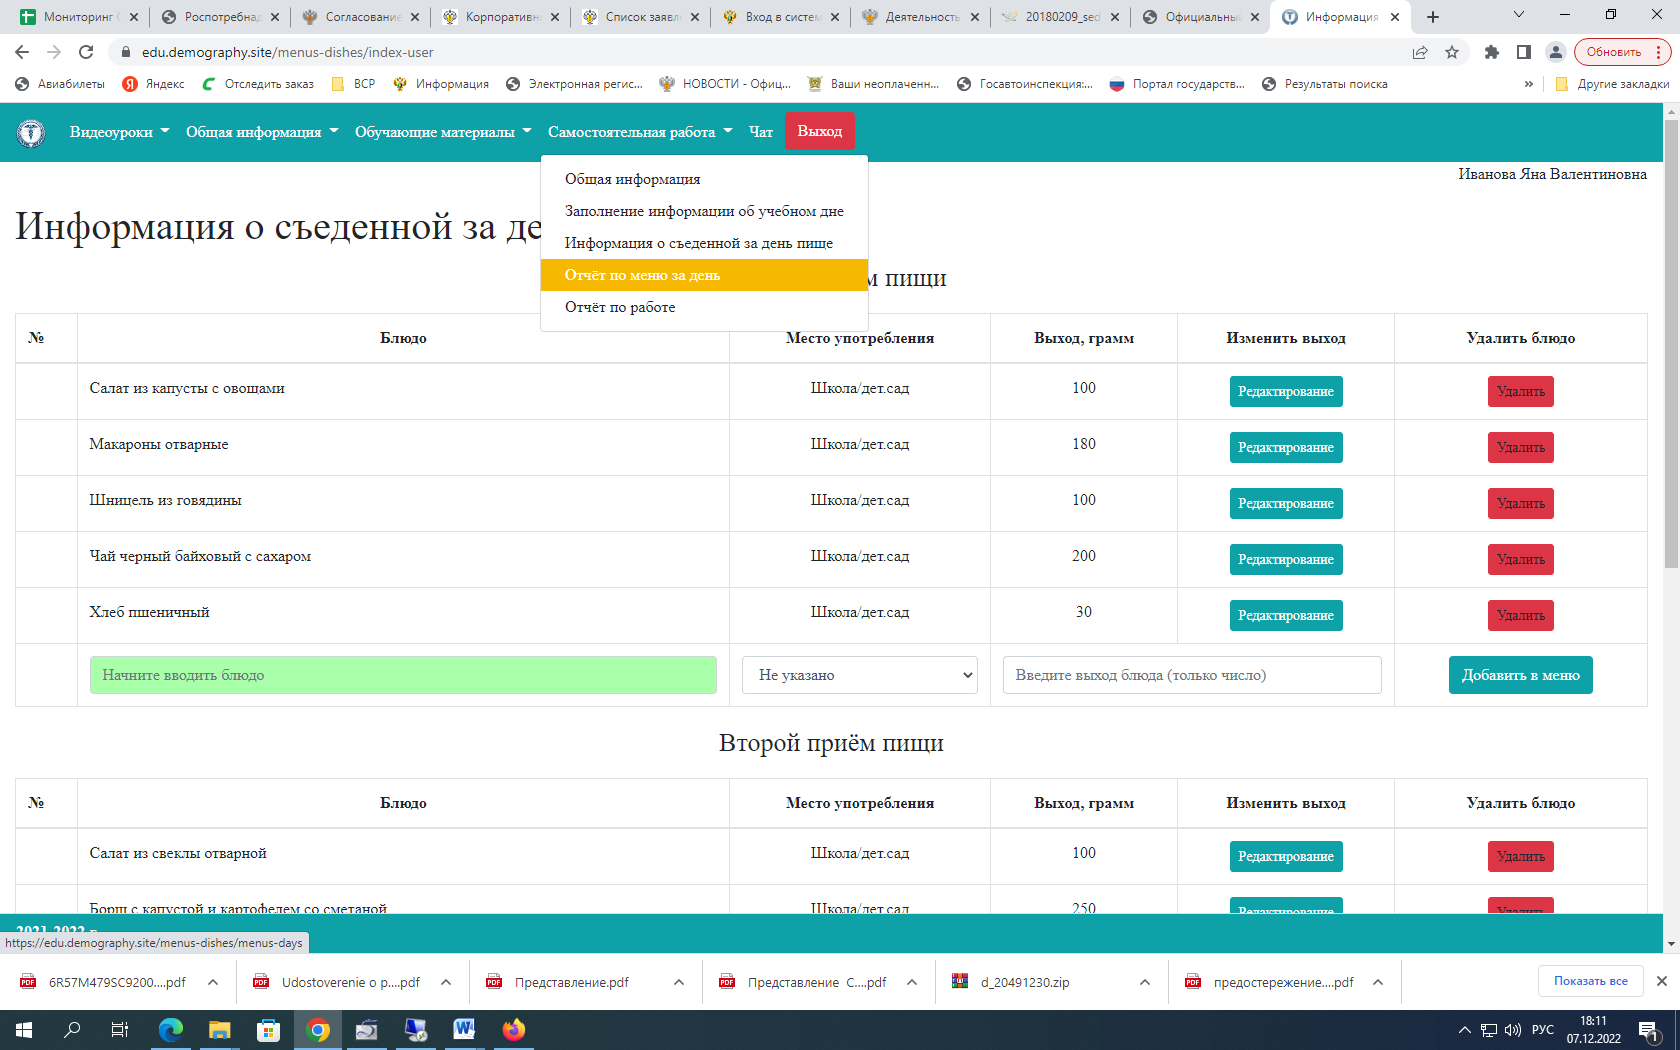 Мониторинг С
Роспотребнад
Согласование
Корпоративн
Список заявл
Вход в систем
Деятельность
20180209_sed
Официальный
Информация
edu.demography.site/menus-dishes/index-user
Обновить
Авиабилеты
Яндекс
Отследить заказ
ВСР
Информация
Электронная регис...
НОВОСТИ - Офиц...
Ваши неоплаченн...
Госавтоинспекция:...
Портал государств...
Результаты поиска
»
Другие закладки
Видеоуроки
Общая информация
Обучающие материалы
Самостоятельная работа
Чат
Выход
Иванова Яна Валентиновна
Общая информация
Заполнение информации об учебном дне
Информация о съеденной за день пище
Отчёт по меню за день
Отчёт по работе
Информация о съеденной за де
м пищи
№ Блюдо Место употребления Выход, грамм Изменить выход Удалить блюдо
Салат из капусты с овощами Школа/дет.сад 100 Редактирование Удалить
Макароны отварные Школа/дет.сад 180 Редактирование Удалить
Шницель из говядины Школа/дет.сад 100 Редактирование Удалить
Чай черный байховый с сахаром Школа/дет.сад 200 Редактирование Удалить
Хлеб пшеничный Школа/дет.сад 30 Редактирование Удалить
Начните вводить блюдо Не указано Введите выход блюда (только число) Добавить в меню
Второй приём пищи
№ Блюдо Место употребления Выход, грамм Изменить выход Удалить блюдо
Салат из свеклы отварной Школа/дет.сад 100 Редактирование Удалить
Борщ с капустой и картофелем со сметаной Школа/дет.сад 250 Редактирование Удалить
2021-2022 г.
https://edu.demography.site/menus-dishes/menus-days
6R57M479SC9200....pdf
Udostoverenie o p....pdf
Представление.pdf
Представление С....pdf
d_20491230.zip
предостережение....pdf
Показать все
РУС
18:11
07.12.2022
1